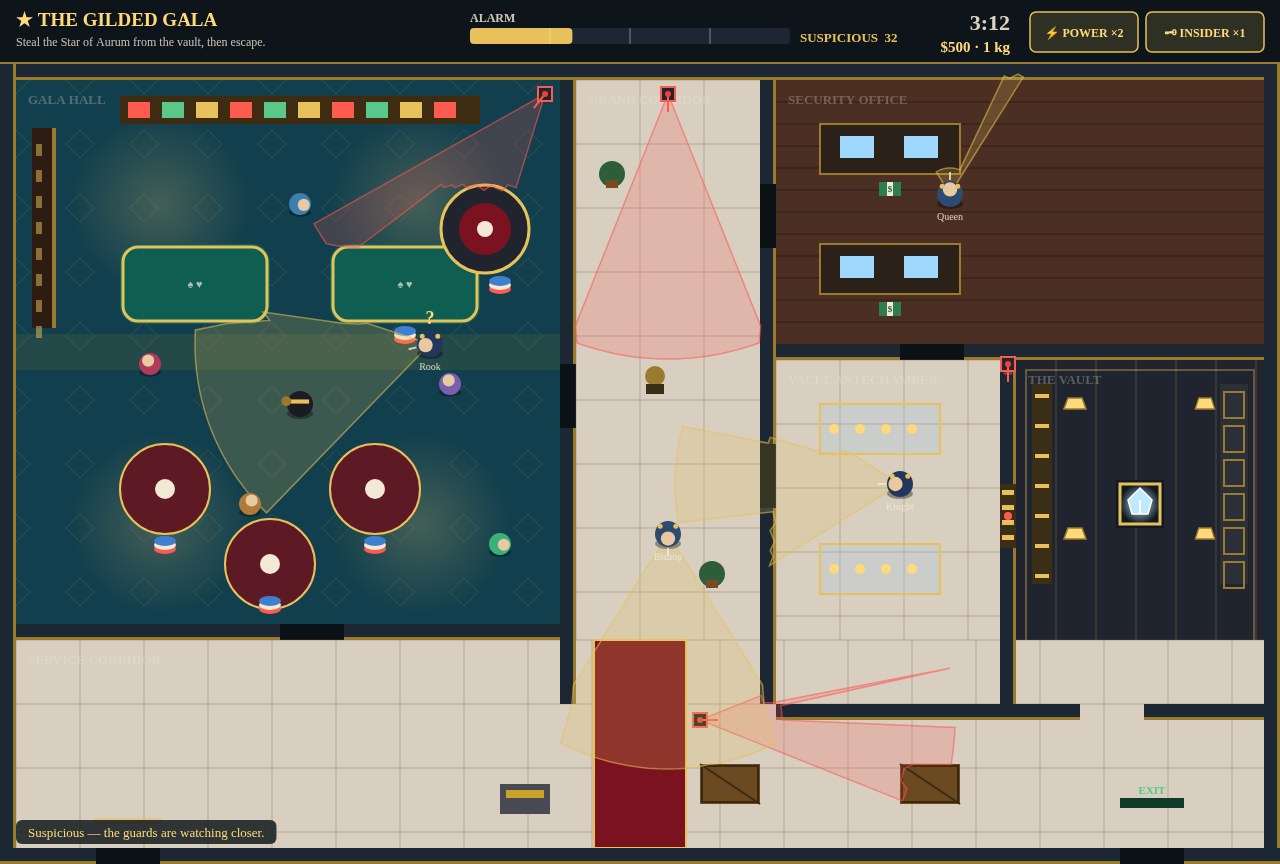 ★ THE GILDED GALA
Steal the Star of Aurum from the vault, then escape.
ALARM
SUSPICIOUS 32
3:12
$500 · 1 kg
⚡ POWER ×2
🗝 INSIDER ×1
GALA HALL
GRAND CORRIDOR
SECURITY OFFICE
$
Queen
♠ ♥
♠ ♥
$
?
Rook
VAULT ANTECHAMBER
THE VAULT
Knight
Bishop
SERVICE CORRIDOR
EXIT
Suspicious — the guards are watching closer.